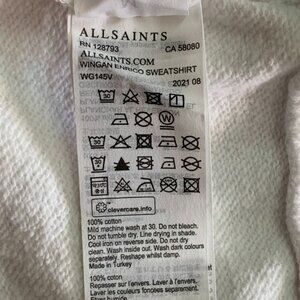 ALLSAINTS
RN 128793 CA 58080
ALLSAINTS.COM
WINGAN ENRICO SWEATSHIRT
WG145V 2021 08
clevercare.info
100% cotton
Mild machine wash at 30. Do not bleach.
Do not tumble dry. Line drying in shade.
Cool iron on reverse side. Do not dry
clean. Wash inside out. Wash dark colours
separately. Reshape whilst damp.
Made in Turkey
100% coton
Repasser sur l'envers humide.
Laver à l'envers. Laver
les couleurs foncées séparément.